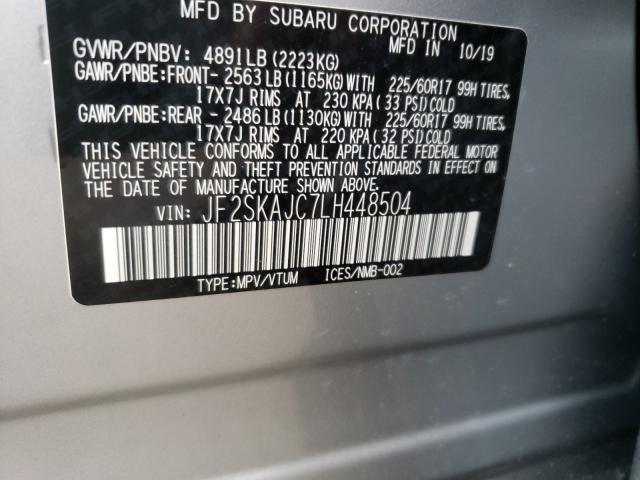 MFD BY SUBARU CORPORATION
GVWR/PNBV: 4891LB (2223KG) MFD IN 10/19
GAWR/PNBE:FRONT- 2563LB(1165KG)WITH 225/60R17 99H TIRES,
17X7J RIMS AT 230 KPA(33 PSI)COLD
GAWR/PNBE:REAR - 2486LB(1130KG)WITH 225/60R17 99H TIRES,
17X7J RIMS AT 220 KPA(32 PSI)COLD
THIS VEHICLE CONFORMS TO ALL APPLICABLE FEDERAL MOTOR
VEHICLE SAFETY AND THEFT PREVENTION STANDARDS IN EFFECT ON
THE DATE OF MANUFACTURE SHOWN ABOVE.
VIN: JF2SKAJC7LH448504
TYPE:MPV/VTUM ICES/NMB-002